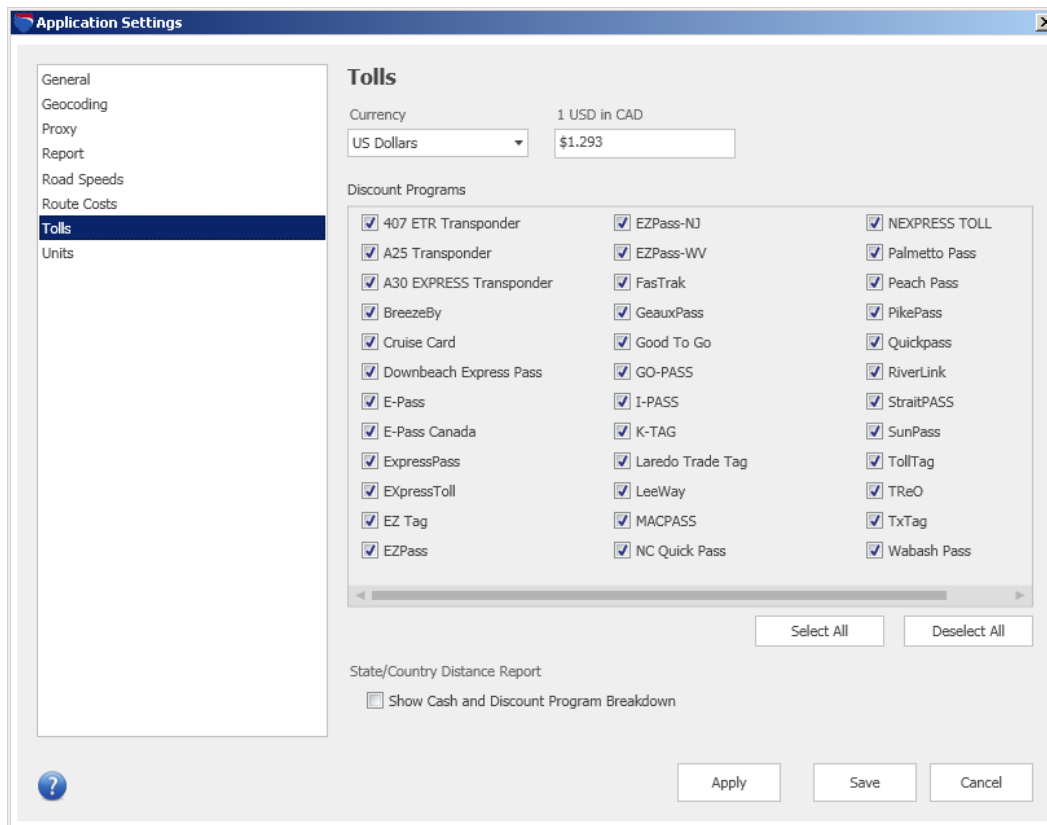 Application Settings
General
Geocoding
Proxy
Report
Road Speeds
Route Costs
Tolls
Units
Tolls
Currency
1 USD in CAD
US Dollars
$1.293
Discount Programs
407 ETR Transponder
A25 Transponder
A30 EXPRESS Transponder
BreezeBy
Cruise Card
Downbeach Express Pass
E-Pass
E-Pass Canada
ExpressPass
EXpressToll
EZ Tag
EZPass
EZPass-NJ
EZPass-WV
FasTrak
GeauxPass
Good To Go
GO-PASS
I-PASS
K-TAG
Laredo Trade Tag
LeeWay
MACPASS
NC Quick Pass
NEXPRESS TOLL
Palmetto Pass
Peach Pass
PikePass
Quickpass
RiverLink
StraitPASS
SunPass
TollTag
TReO
TxTag
Wabash Pass
Select All
Deselect All
State/Country Distance Report
Show Cash and Discount Program Breakdown
?
Apply
Save
Cancel